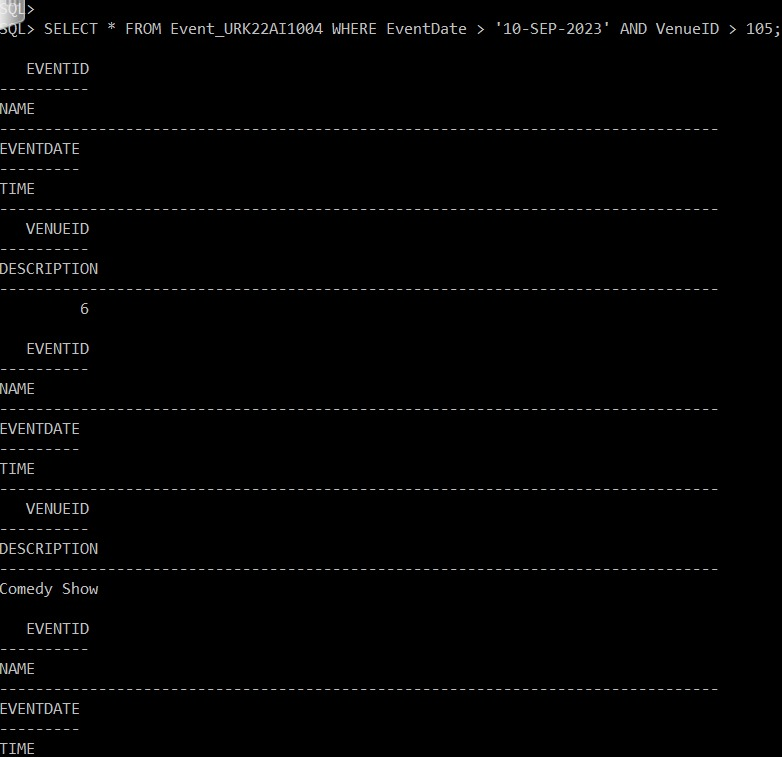 SQL>
SQL> SELECT * FROM Event_URK22AI1004 WHERE EventDate > '10-SEP-2023' AND VenueID > 105;
   EVENTID
----------
NAME
--------------------------------------------------------------------------------
EVENTDATE
---------
TIME
--------------------------------------------------------------------------------
   VENUEID
----------
DESCRIPTION
--------------------------------------------------------------------------------
         6
   EVENTID
----------
NAME
--------------------------------------------------------------------------------
EVENTDATE
---------
TIME
--------------------------------------------------------------------------------
   VENUEID
----------
DESCRIPTION
--------------------------------------------------------------------------------
Comedy Show
   EVENTID
----------
NAME
--------------------------------------------------------------------------------
EVENTDATE
---------
TIME